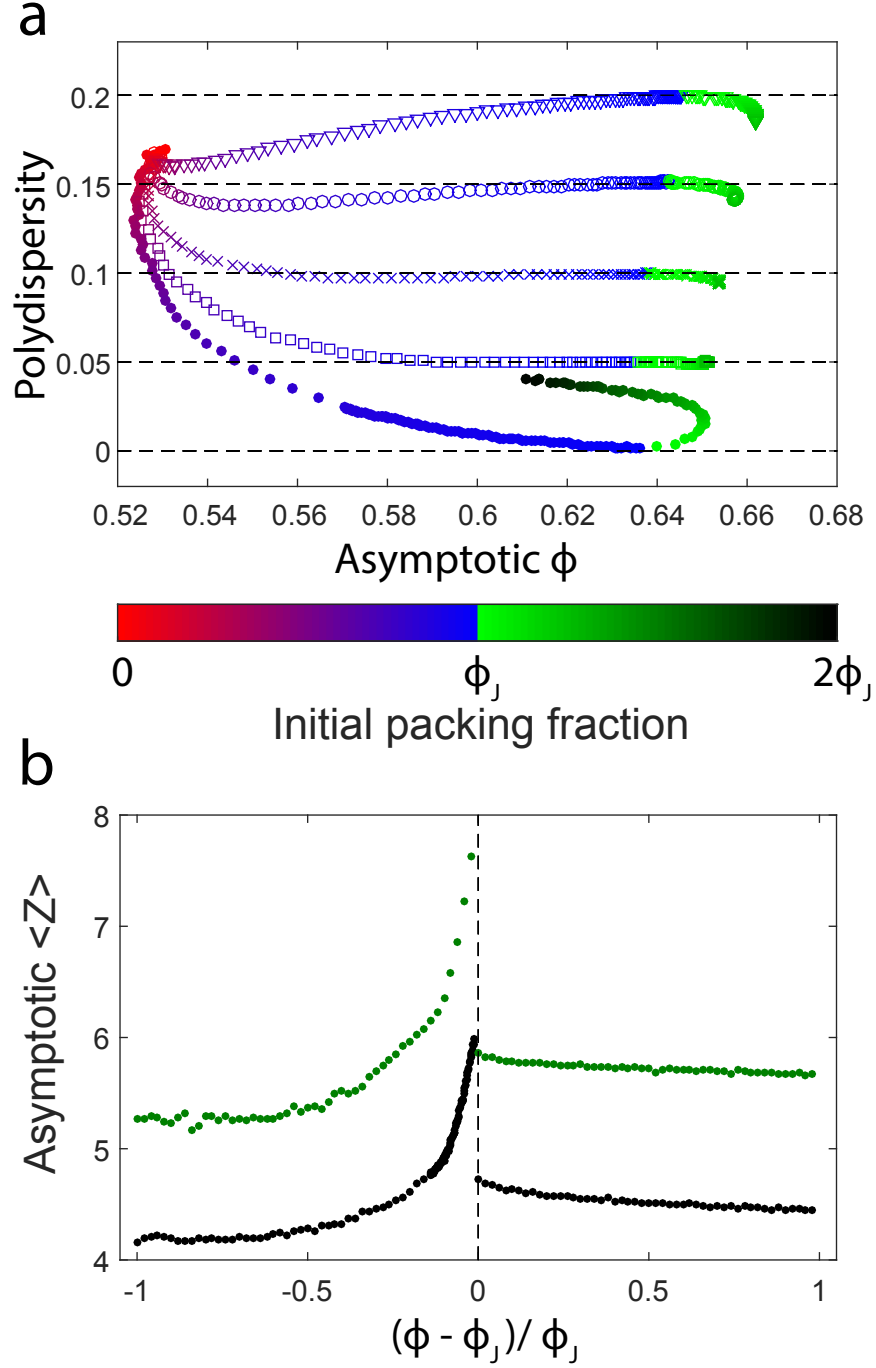 a
0.2
0.15
0.1
0.05
0
Polydispersity
0.52 0.54 0.56 0.58 0.6 0.62 0.64 0.66 0.68
Asymptotic ϕ
0 ϕJ 2ϕJ
Initial packing fraction
b
8
7
6
5
4
Asymptotic <Z>
-1 -0.5 0 0.5 1
(ϕ - ϕJ)/ ϕJ